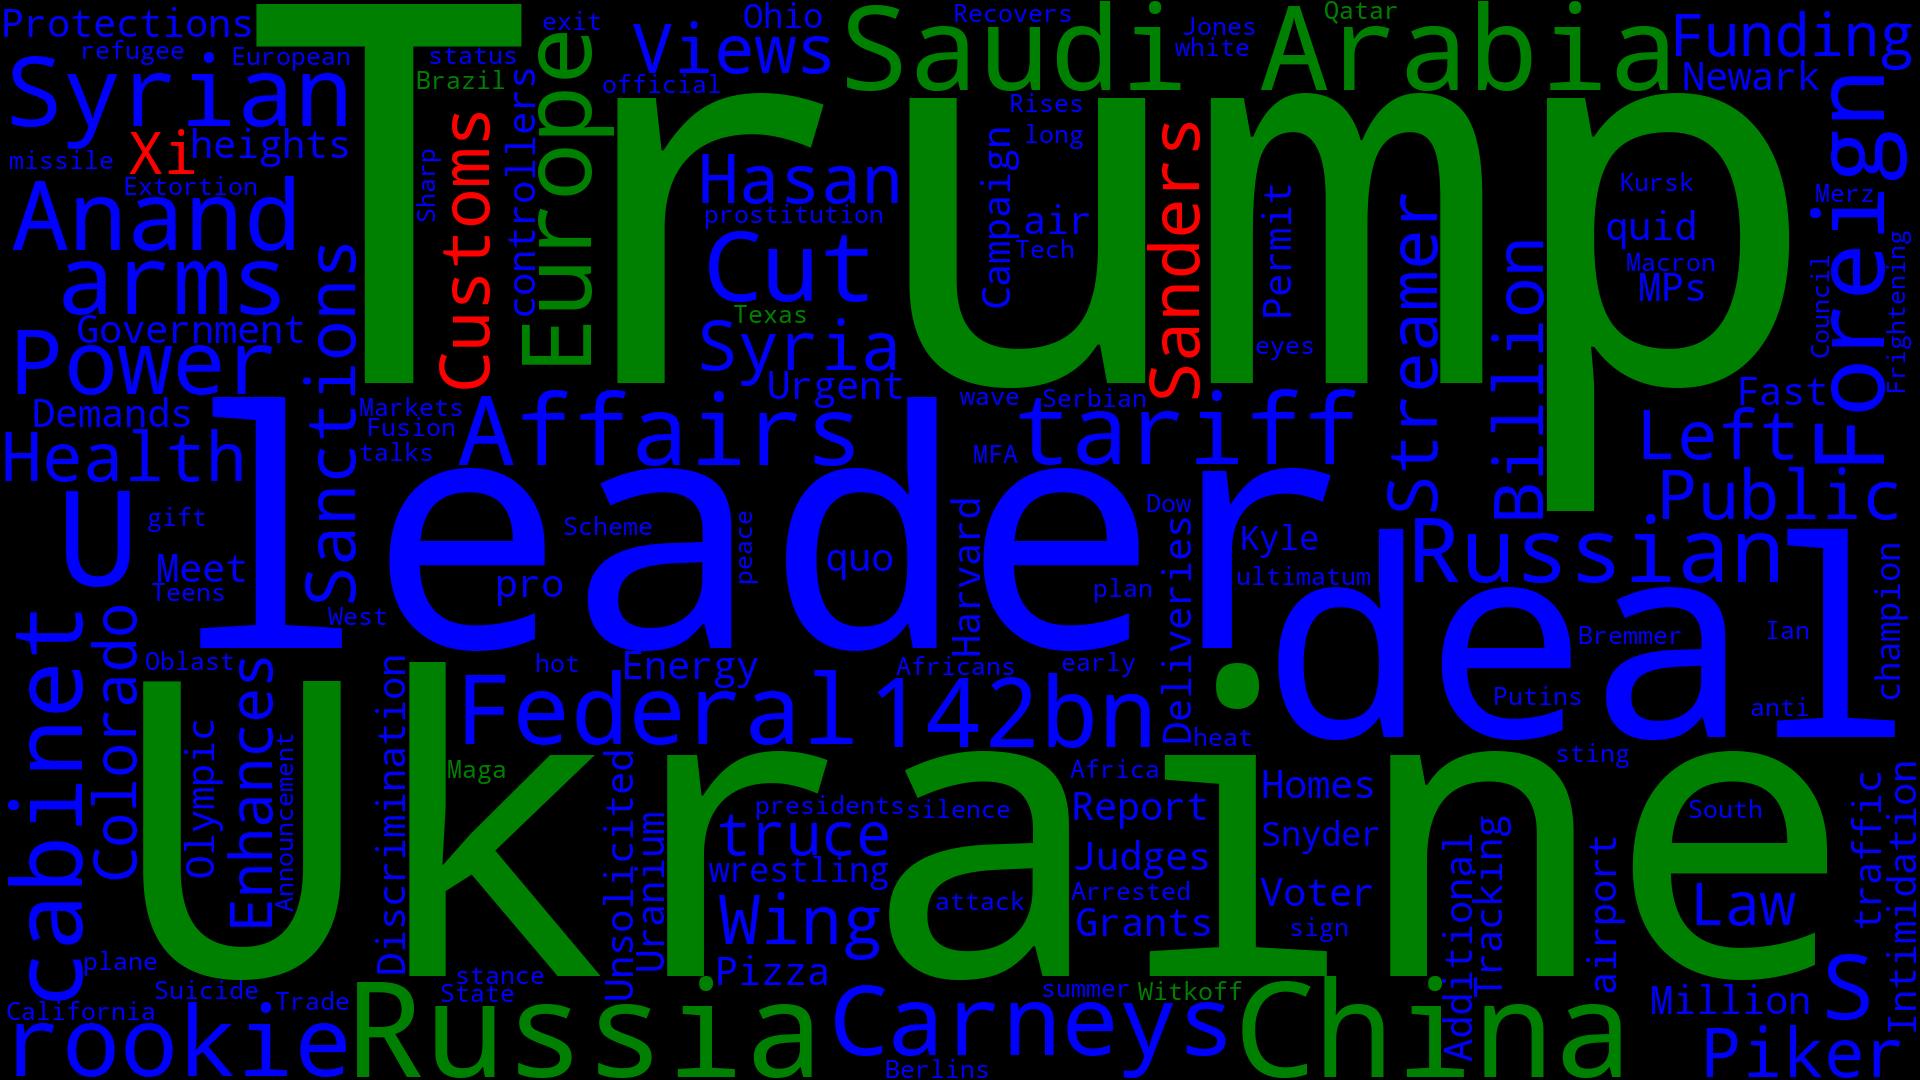 Protections
refugee
European
Syrian
Xi
heights
missile
Extortion
Anand
arms
Government
Power
Demands
Health
Sanctions
Trump
exit
status
Brazil
official
Views
Ohio
Europe
controllers
Customs
Sharp
Saudi Arabia
Recovers
Jones
white
Qatar
Funding
Newark
Foreign
Merz
Council
Frightening
Hasan
prostitution
Cut
Texas
Syria
Urgent
Rises
long
Campaign
air
Tech
Sanders
Permit
eyes
Streamer
Billion
Kursk
quid
Macron
MPs
Fast
Left
Public
Markets
Fusion
talks
Affairs
wave
Serbian
MFA
tariff
leader
U
gift
Meet
Teens
West
Scheme
pro
peace
quo
Harvard
plan
Dow
Deliveries
Kyle
ultimatum
Russian
deal
Bremmer
Ian
Putins
anti
champion
cabinet
Colorado
Oblast
Enhances
Olympic
Announcement
Discrimination
hot
Energy
Africans
early
Federal
142bn
heat
sting
Ukraine
Maga
Unsolicited
Uranium
presidents
silence
truce
wrestling
Wing
attack
Pizza
Africa
Report
Judges
Arrested
Grants
Homes
Snyder
Voter
sign
Additional
Tracking
airport
South
Law
traffic
Intimidation
S
plane
Suicide
Trade
California
rookie
stance
State
Russia
Carneys
Berlins
summer
Witkoff
China
Million
Piker